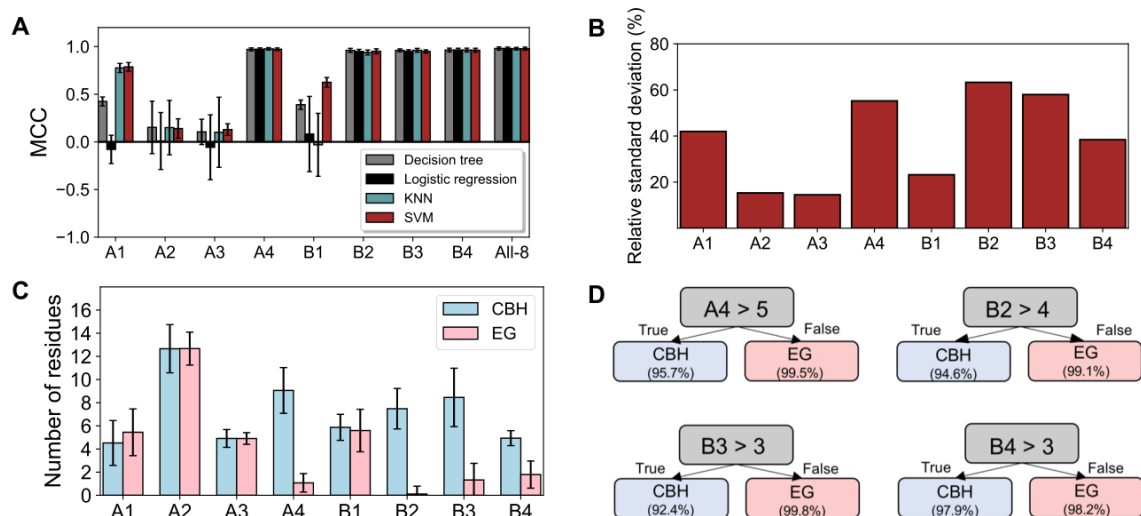 A
MCC
1.0
0.5
0.0
−0.5
−1.0
Decision tree
Logistic regression
KNN
SVM
A1 A2 A3 A4 B1 B2 B3 B4 All-8
B
Relative standard deviation (%)
80
60
40
20
A1 A2 A3 A4 B1 B2 B3 B4
C
Number of residues
16
14
12
10
8
6
4
2
0
CBH
EG
A1 A2 A3 A4 B1 B2 B3 B4
D
A4 > 5
True False
CBH EG
(95.7%) (99.5%)
B2 > 4
True False
CBH EG
(94.6%) (99.1%)
B3 > 3
True False
CBH EG
(92.4%) (99.8%)
B4 > 3
True False
CBH EG
(97.9%) (98.2%)